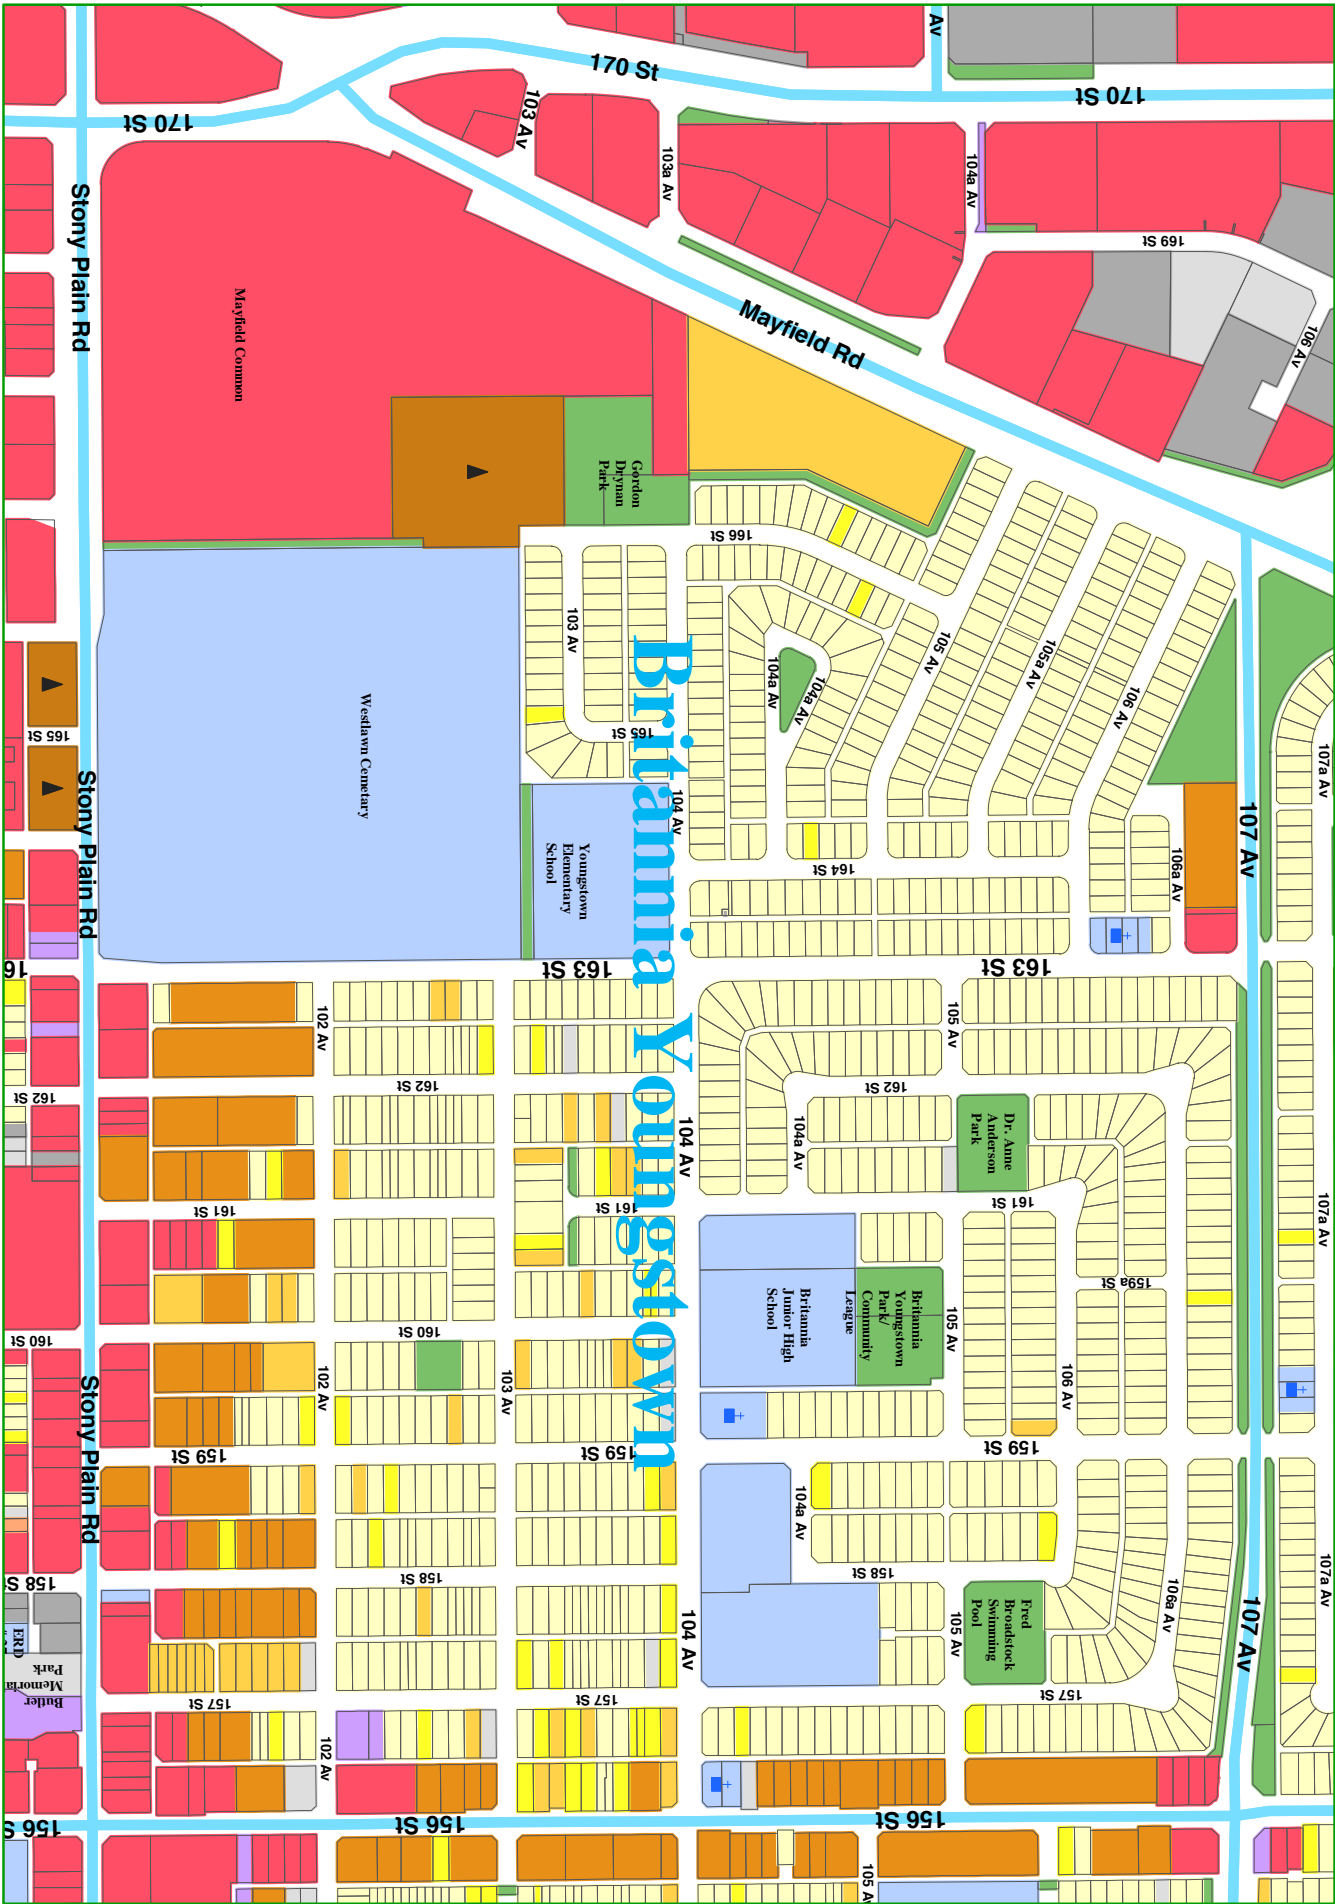 Av
170 St
170 St
170 St
103 Av
103a Av
104a Av
169 St
106 Av
Stony Plain Rd
Mayfield Common
Mayfield Rd
Gordon
Drynan
Park
166 St
103 Av
105 Av
105a Av
104a Av
104a Av
106 Av
165 St
165 St
Westlawn Cemetary
107a Av
Stony Plain Rd
104 Av
107 Av
Youngstown
Elementary
School
164 St
106a Av
163 St
163 St
16
Britannia Youngstown
102 Av
105 Av
162 St
162 St
162 St
104 Av
104a Av
Dr. Anne
Anderson
Park
161 St
161 St
161 St
107a Av
159a St
Britannia
Junior High
School
Britannia
Youngstown
Park/
Community
League
105 Av
160 St
160 St
102 Av
103 Av
106 Av
Stony Plain Rd
159 St
159 St
159 St
104a Av
158 St
158 St
158 S
107a Av
106a Av
Fred
Broadstock
Swimming
Pool
105 Av
104 Av
107 Av
ERD
Butler
Memorial
Park
157 St
157 St
157 St
102 Av
156 St
156 St
156 S
105 Av